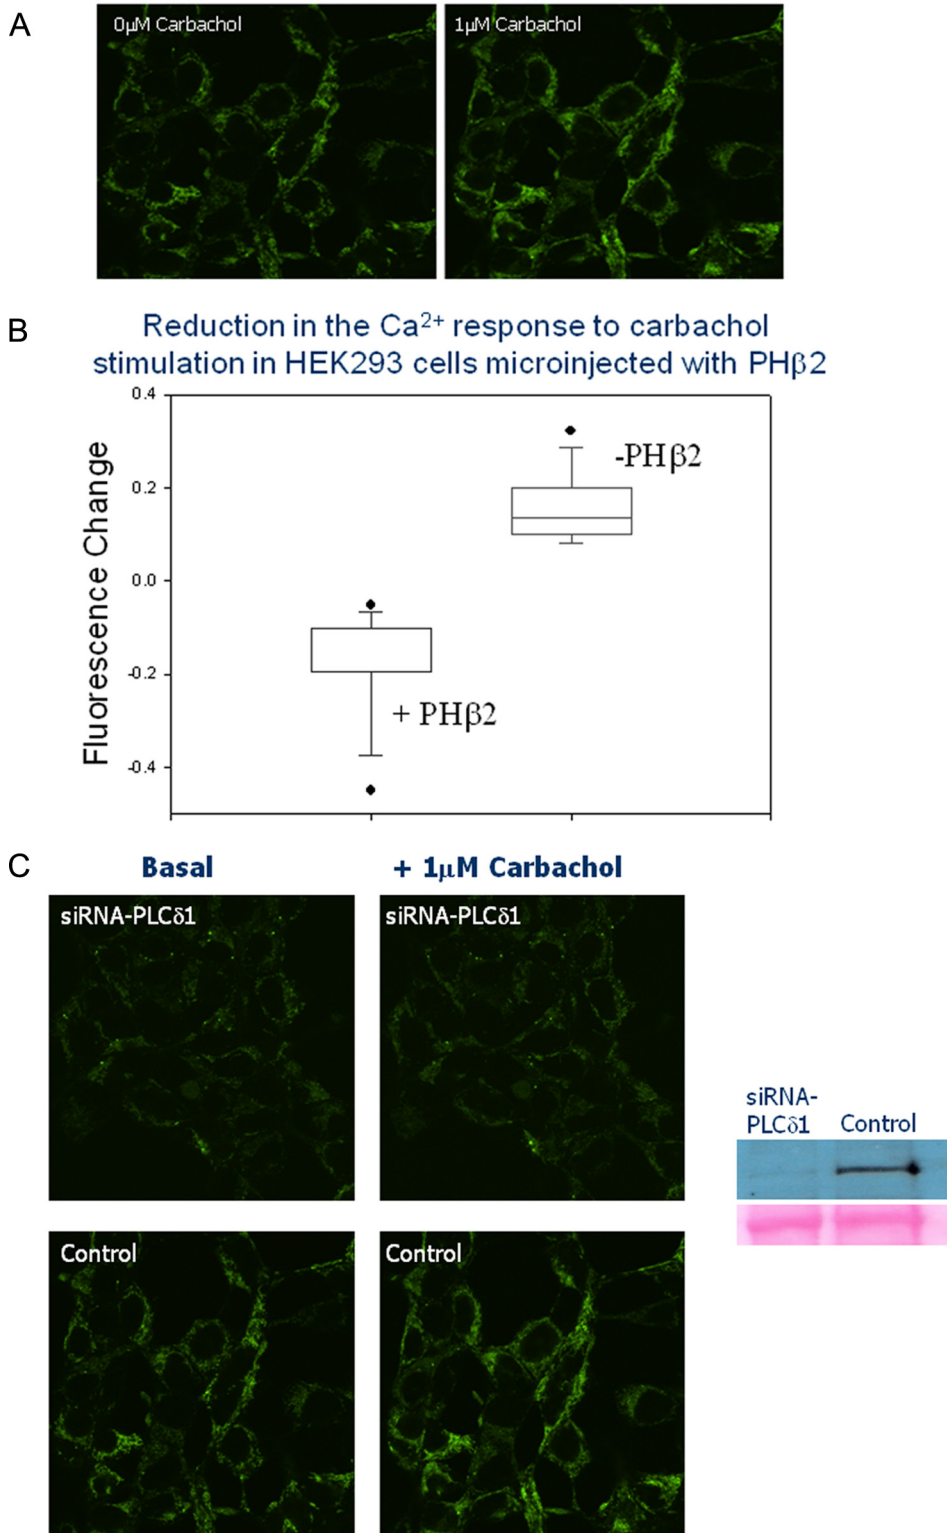 A
0μM Carbachol
1μM Carbachol
B
Reduction in the Ca²⁺ response to carbachol
stimulation in HEK293 cells microinjected with PHβ2
Fluorescence Change
0.4
0.2
0.0
-0.2
-0.4
-PHβ2
+ PHβ2
C
Basal
+ 1μM Carbachol
siRNA-PLCδ1
siRNA-PLCδ1
siRNA-
PLCδ1
Control
Control
Control